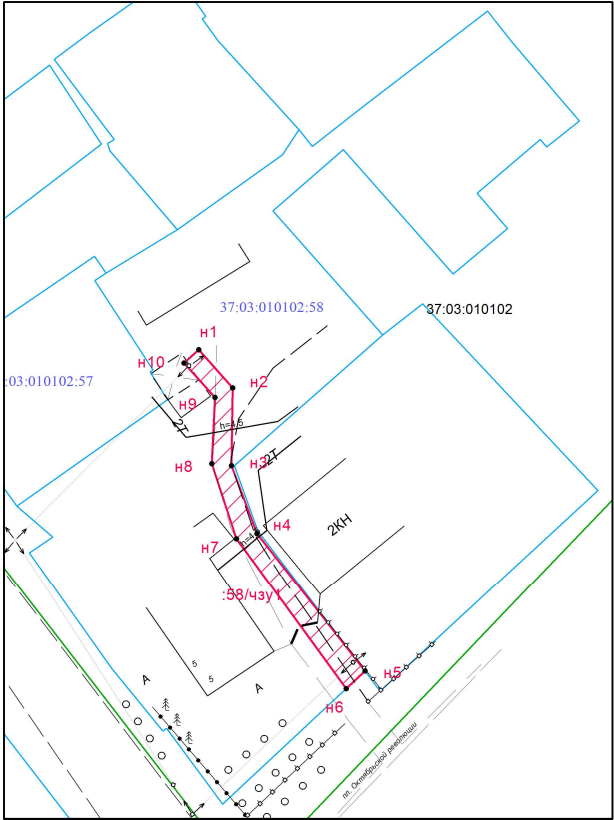 37:03:010102:58
37:03:010102
н1
н10
н2
:03:010102:57
н9
h=4,5
2Т
н8
н3
2Т
н4
2КН
н7
:58/чзу1
5
5
А
А
н5
н6
пл. Октябрьской революции